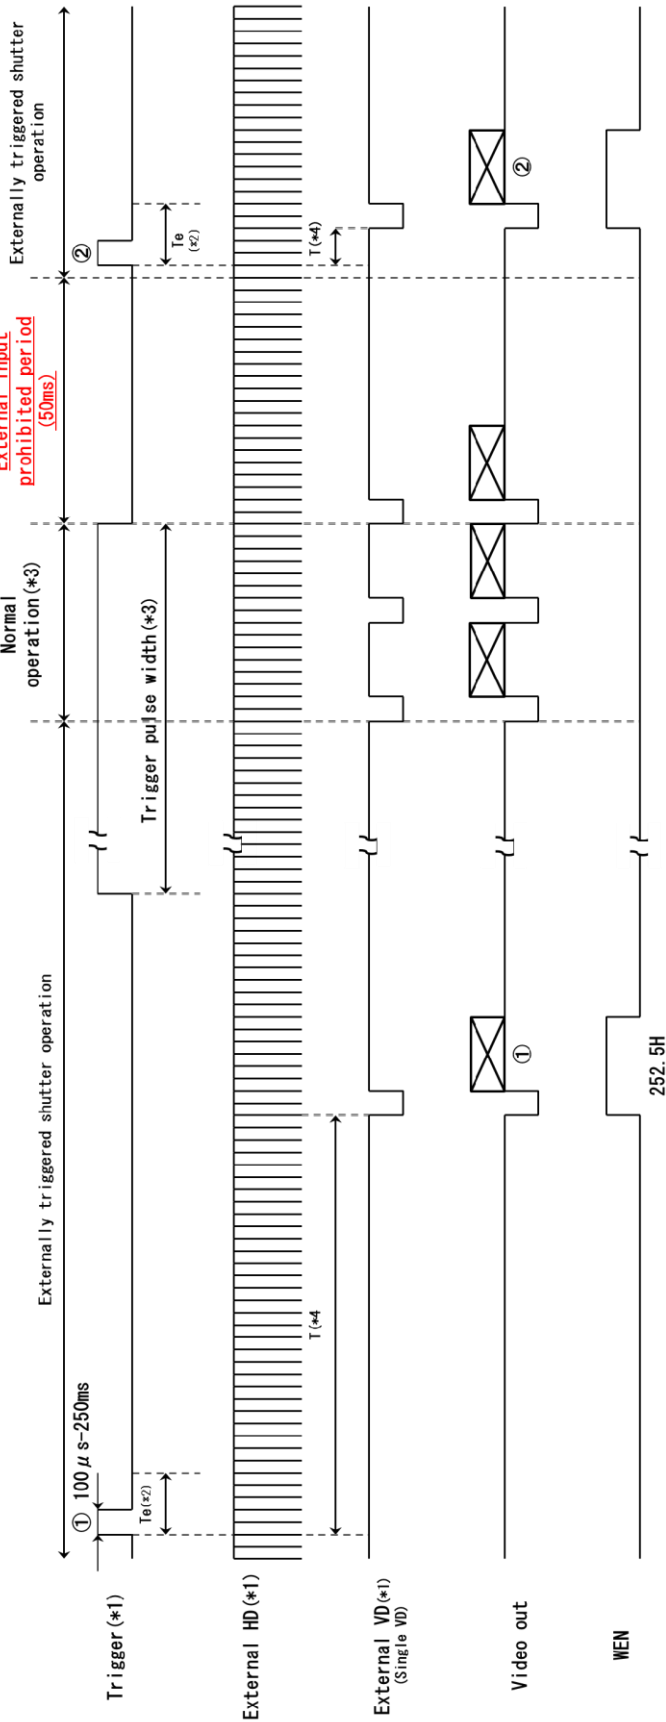 Externally triggered shutter operation
Normal
operation(*3)
External input
prohibited period
(50ms)
Externally triggered shutter
operation
Trigger(*1)
① 100μs-250ms
Te(*2)
Trigger pulse width(*3)
②
Te
(*2)
External HD(*1)
T(*4
T(*4)
External VD(*1)
(Single VD)
Video out
①
②
WEN
252.5H